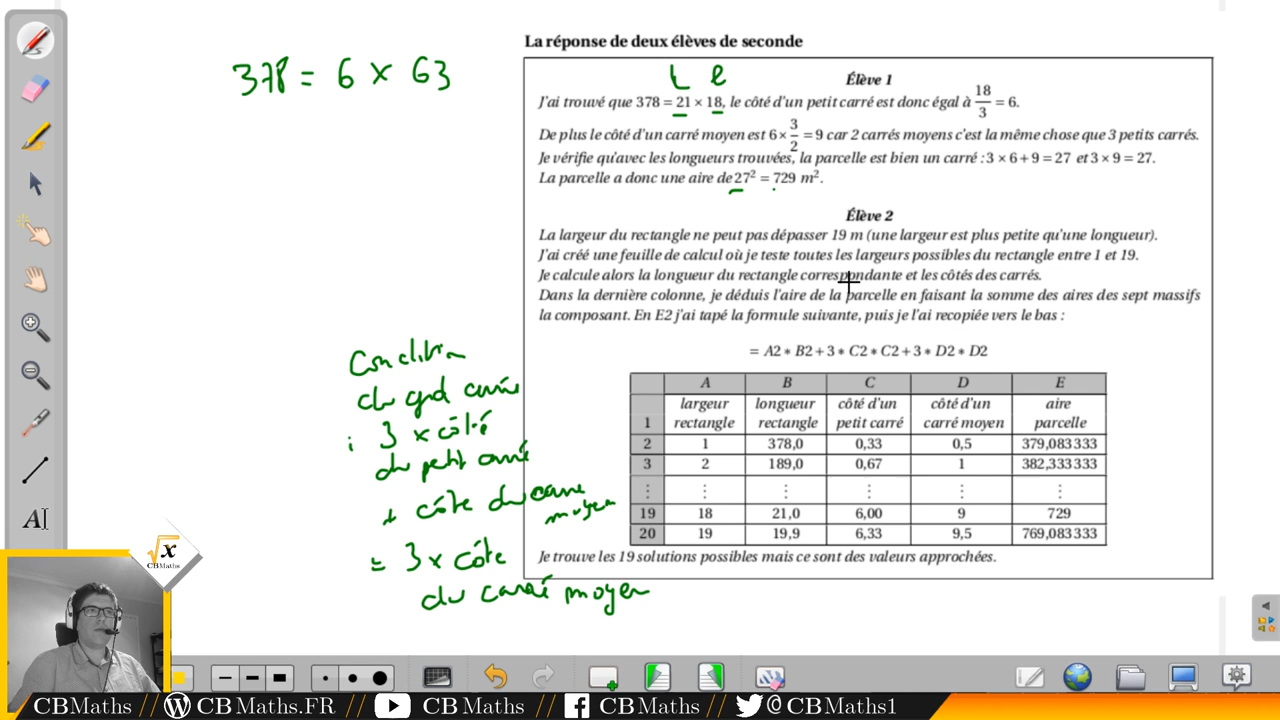 378 = 6 × 63
La réponse de deux élèves de seconde
L l
Élève 1
J'ai trouvé que 378 = 21 × 18, le côté d'un petit carré est donc égal à 18/3 = 6.
De plus le côté d'un carré moyen est 6 × 3/2 = 9 car 2 carrés moyens c'est la même chose que 3 petits carrés.
Je vérifie qu'avec les longueurs trouvées, la parcelle est bien un carré : 3 × 6 + 9 = 27 et 3 × 9 = 27.
La parcelle a donc une aire de 27² = 729 m².
Élève 2
La largeur du rectangle ne peut pas dépasser 19 m (une largeur est plus petite qu'une longueur).
J'ai créé une feuille de calcul où je teste toutes les largeurs possibles du rectangle entre 1 et 19.
Je calcule alors la longueur du rectangle correspondante et les côtés des carrés.
Dans la dernière colonne, je déduis l'aire de la parcelle en faisant la somme des aires des sept massifs
la composant. En E2 j'ai tapé la formule suivante, puis je l'ai recopiée vers le bas :
= A2 * B2 + 3 * C2 * C2 + 3 * D2 * D2
A B C D E
1 largeur rectangle longueur rectangle côté d'un petit carré côté d'un carré moyen aire parcelle
2 1 378,0 0,33 0,5 379,083333
3 2 189,0 0,67 1 382,333333
⋮ ⋮ ⋮ ⋮ ⋮ ⋮
19 18 21,0 6,00 9 729
20 19 19,9 6,33 9,5 769,083333
Je trouve les 19 solutions possibles mais ce sont des valeurs approchées.
Condition
du grd carré
: 3 × côté
du petit carré
+ côté du carré
moyen
= 3 × côté
du carré moyen
AI
√x
CBMaths
CBMaths // CBMaths.FR // CBMaths // CBMaths // @CBMaths1